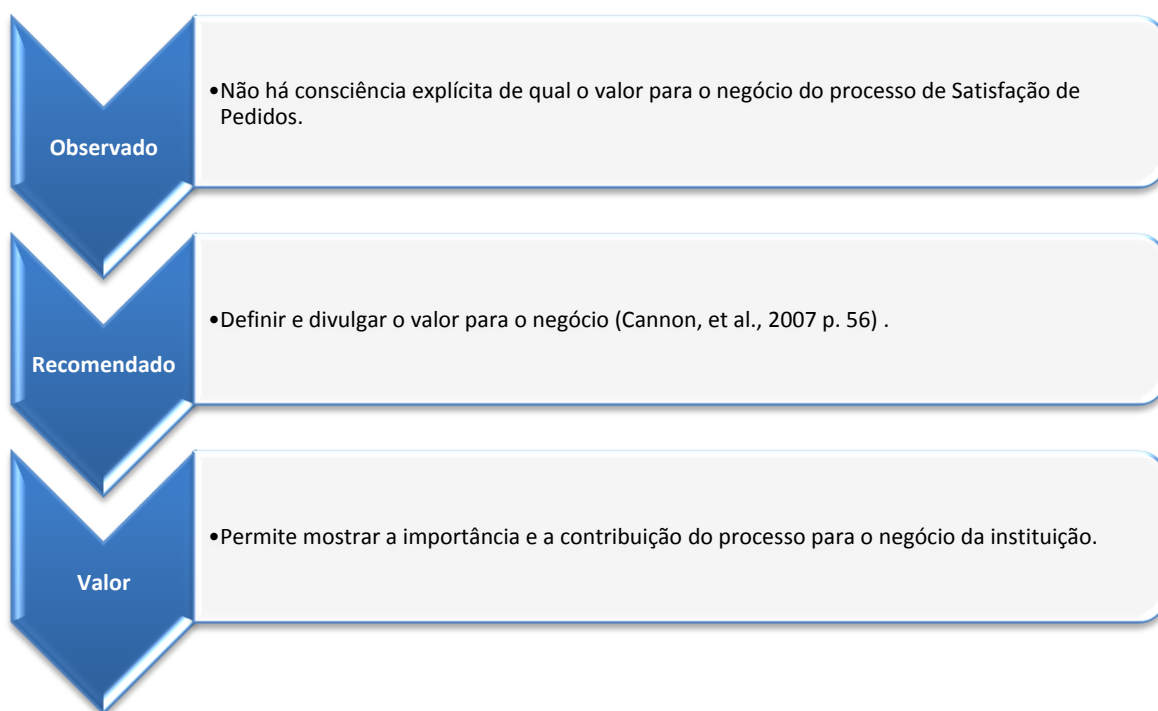 Observado
•Não há consciência explícita de qual o valor para o negócio do processo de Satisfação de
Pedidos.
Recomendado
•Definir e divulgar o valor para o negócio (Cannon, et al., 2007 p. 56) .
Valor
•Permite mostrar a importância e a contribuição do processo para o negócio da instituição.